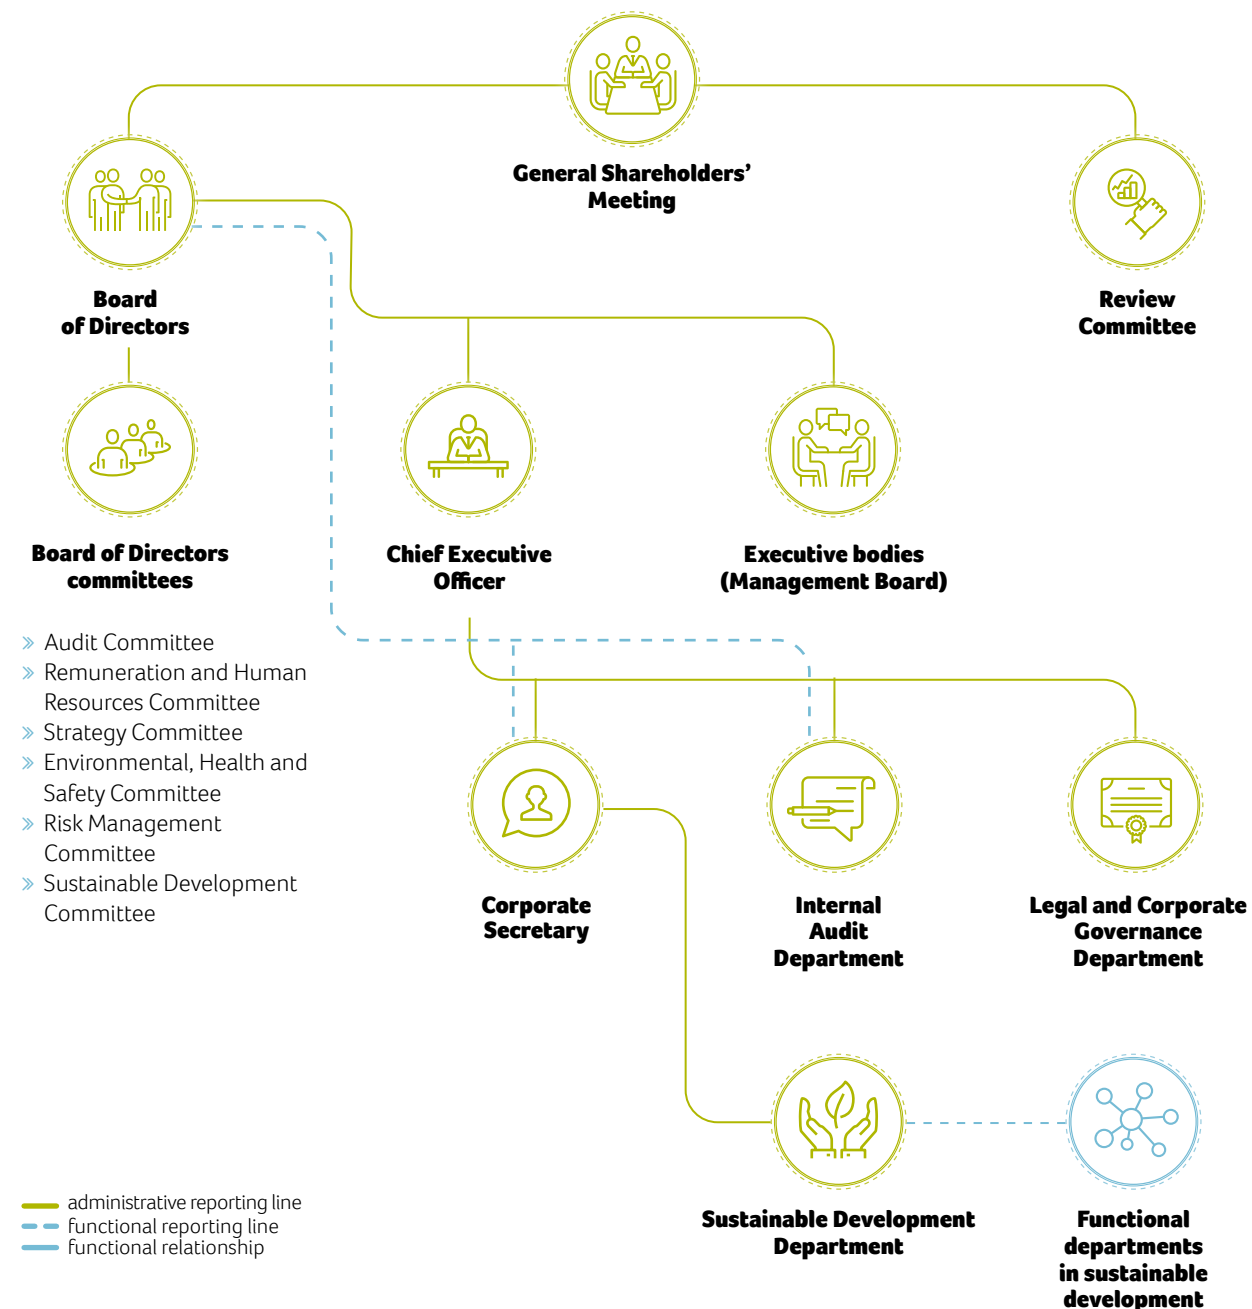 General Shareholders’
Meeting
Board
of Directors
Review
Committee
Board of Directors
committees
Chief Executive
Officer
Executive bodies
(Management Board)
» Audit Committee
» Remuneration and Human
Resources Committee
» Strategy Committee
» Environmental, Health and
Safety Committee
» Risk Management
Committee
» Sustainable Development
Committee
Corporate
Secretary
Internal
Audit
Department
Legal and Corporate
Governance
Department
Sustainable Development
Department
Functional
departments
in sustainable
development
administrative reporting line
functional reporting line
functional relationship